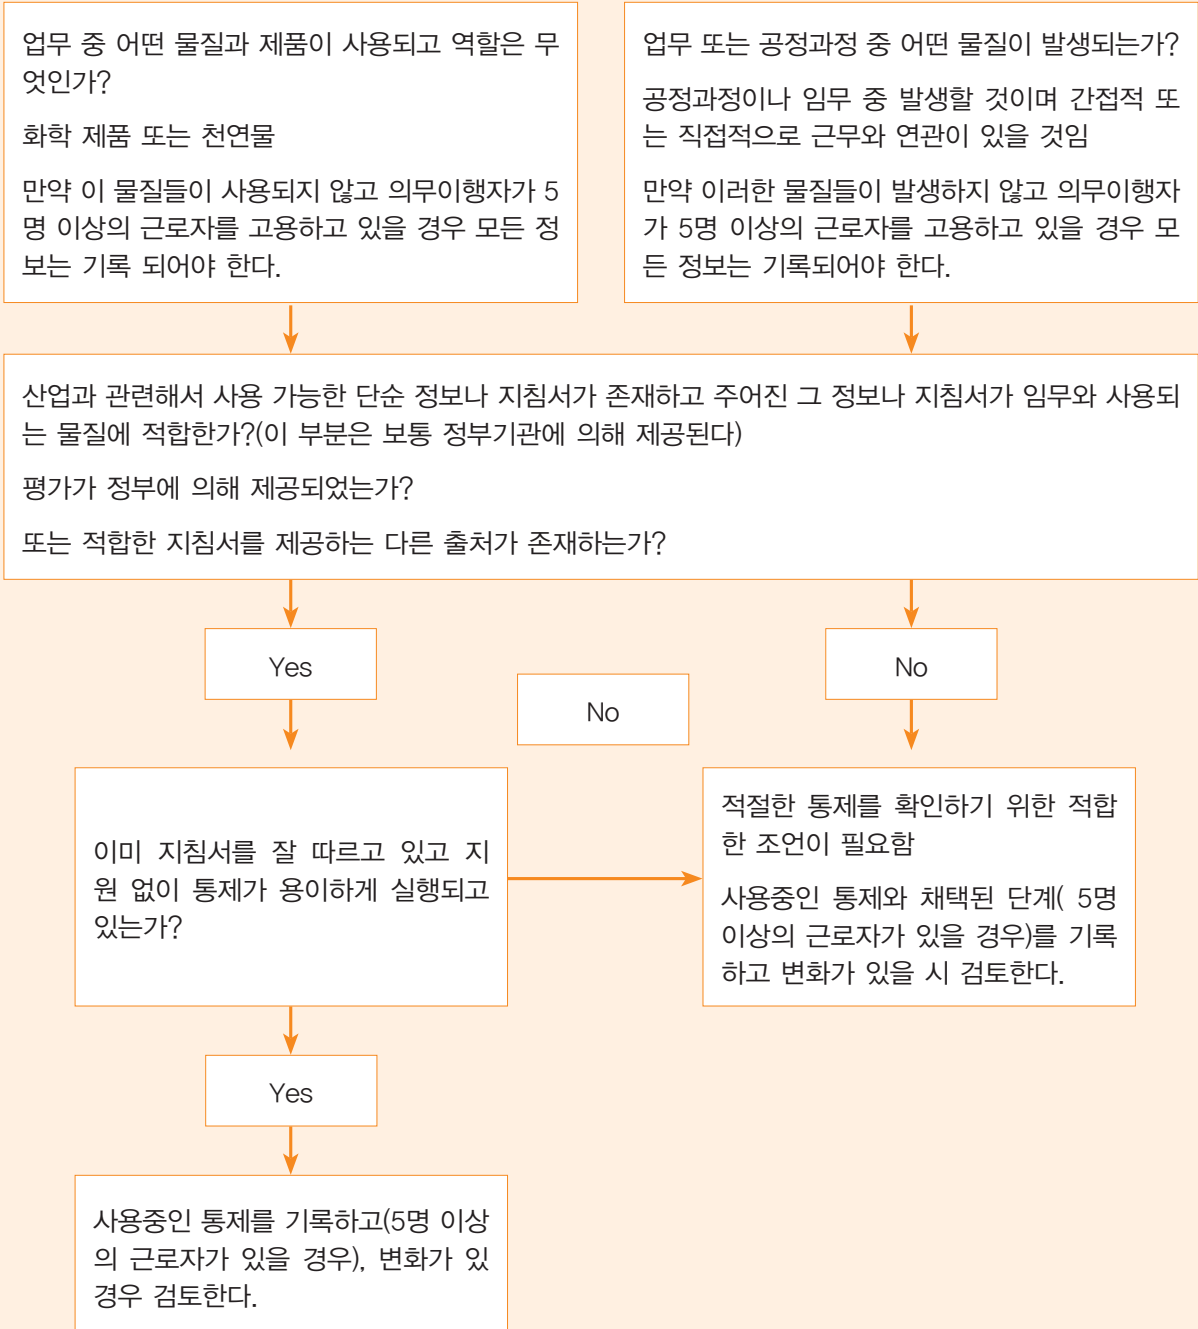 업무 중 어떤 물질과 제품이 사용되고 역할은 무
엇인가?
화학 제품 또는 천연물
만약 이 물질들이 사용되지 않고 의무이행자가 5
명 이상의 근로자를 고용하고 있을 경우 모든 정
보는 기록 되어야 한다.
업무 또는 공정과정 중 어떤 물질이 발생되는가?
공정과정이나 임무 중 발생할 것이며 간접적 또
는 직접적으로 근무와 연관이 있을 것임
만약 이러한 물질들이 발생하지 않고 의무이행자
가 5명 이상의 근로자를 고용하고 있을 경우 모
든 정보는 기록되어야 한다.
산업과 관련해서 사용 가능한 단순 정보나 지침서가 존재하고 주어진 그 정보나 지침서가 임무와 사용되
는 물질에 적합한가?(이 부분은 보통 정부기관에 의해 제공된다)
평가가 정부에 의해 제공되었는가?
또는 적합한 지침서를 제공하는 다른 출처가 존재하는가?
Yes
No
No
이미 지침서를 잘 따르고 있고 지
원 없이 통제가 용이하게 실행되고
있는가?
적절한 통제를 확인하기 위한 적합
한 조언이 필요함
사용중인 통제와 채택된 단계( 5명
이상의 근로자가 있을 경우)를 기록
하고 변화가 있을 시 검토한다.
Yes
사용중인 통제를 기록하고(5명 이상
의 근로자가 있을 경우), 변화가 있
경우 검토한다.